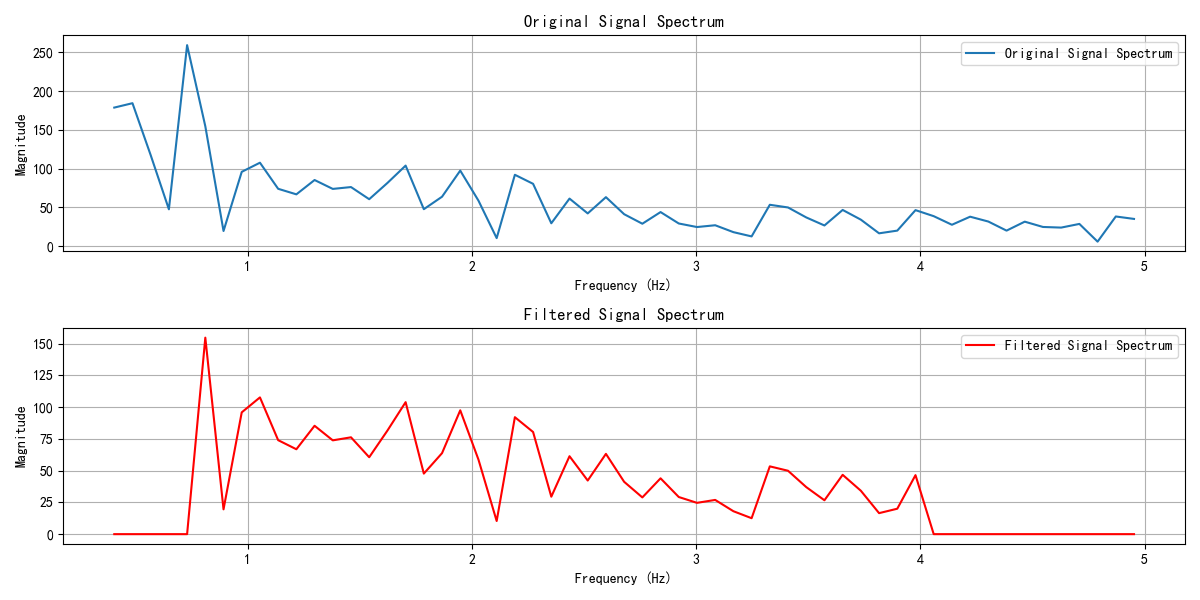 Original Signal Spectrum
Original Signal Spectrum
250
200
150
100
50
0
Magnitude
1 2 3 4 5
Frequency (Hz)
Filtered Signal Spectrum
Filtered Signal Spectrum
150
125
100
75
50
25
0
Magnitude
1 2 3 4 5
Frequency (Hz)